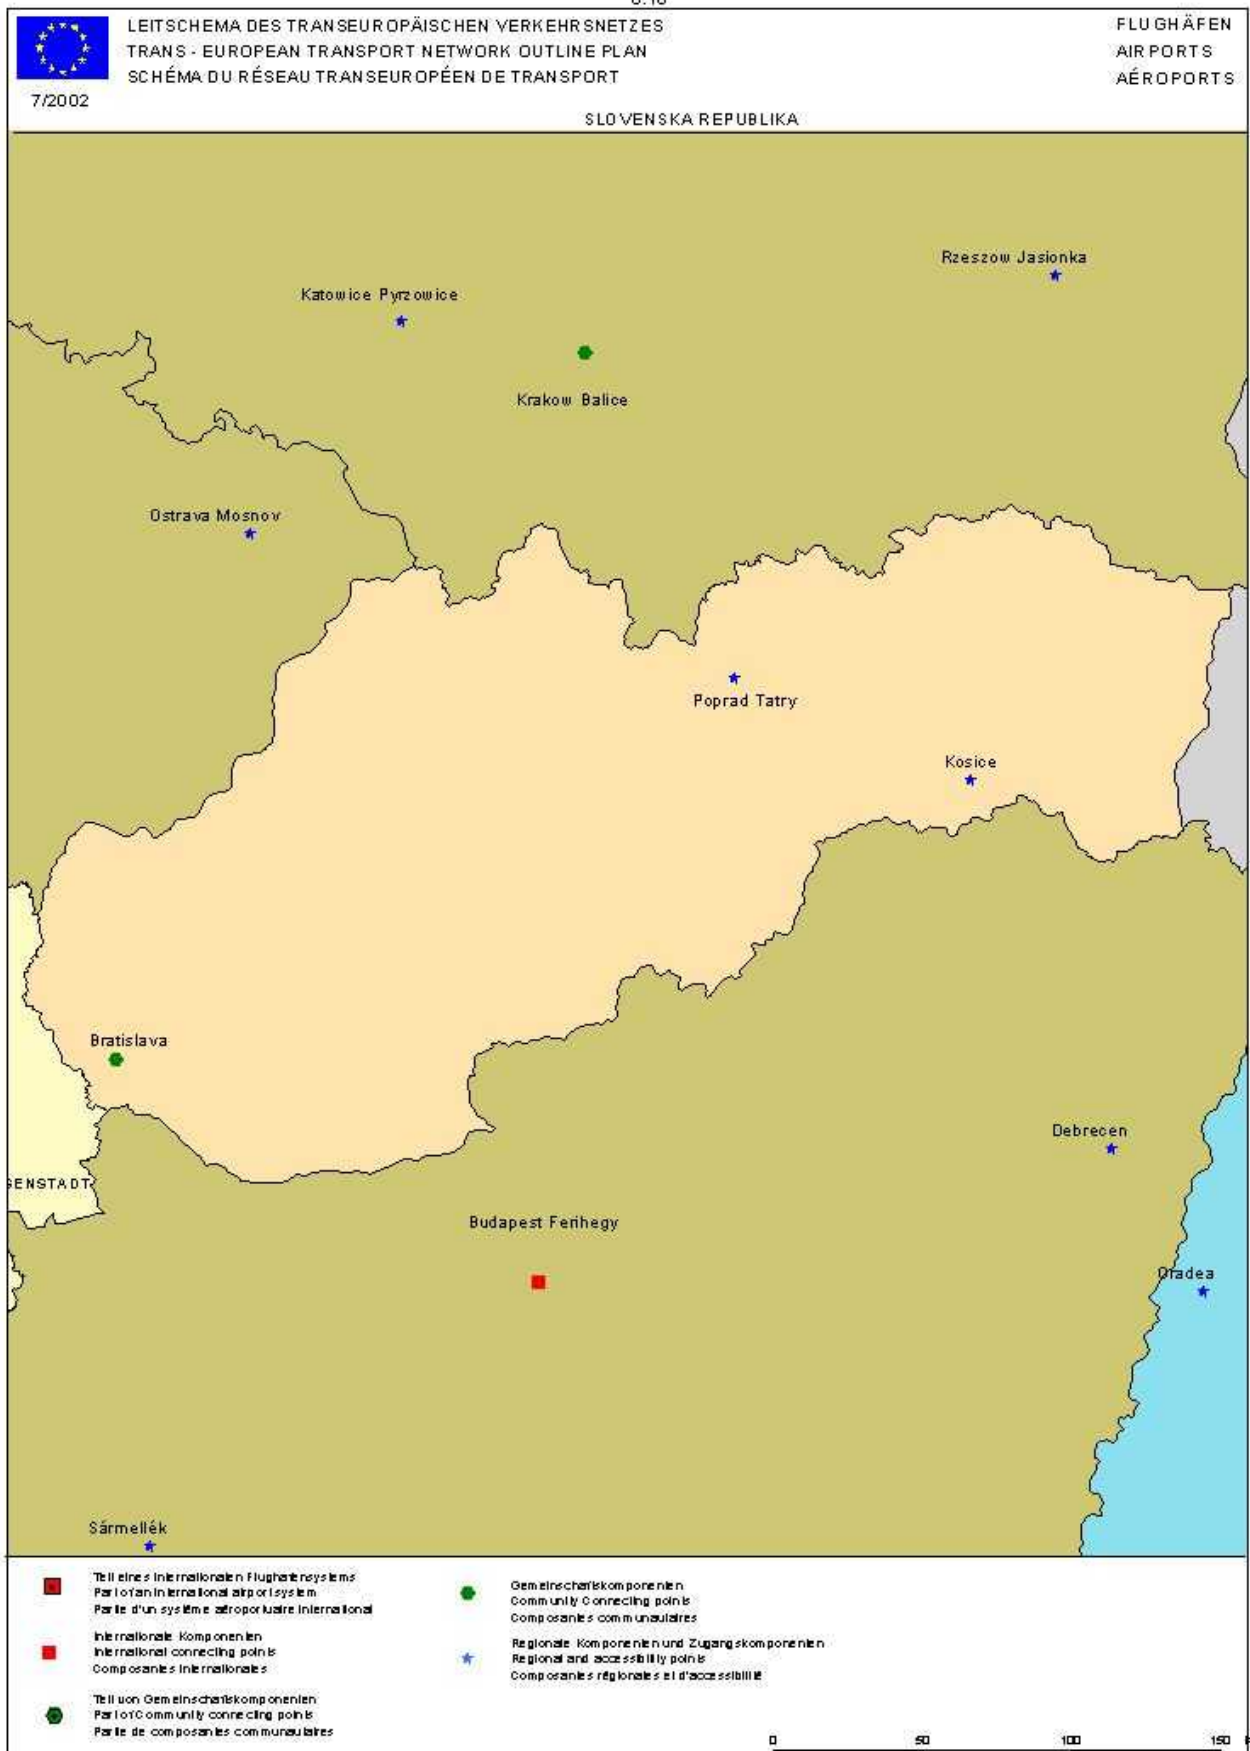 LEITSCHEMA DES TRANSEUROPÄISCHEN VERKEHRSNETZES
TRANS - EUROPEAN TRANSPORT NETWORK OUTLINE PLAN
SCHÉMA DU RÉSEAU TRANSEUROPÉEN DE TRANSPORT
FLUGHÄFEN
AIRPORTS
AÉROPORTS
7/2002
SLOVENSKA REPUBLIKA
Rzeszow Jasionka
Katowice Pyrzowice
Krakow Balice
Ostrava Mosnov
Poprad Tatry
Kosice
Bratislava
Debrecen
SENSTADT
Budapest Ferihegy
Oradea
Sármellék
Teil eines Internationalen Flughafensystems
Part of an International airport system
Partie d'un système aéroportuaire international
Internationale Komponenten
International connecting points
Composantes internationales
Teil von Gemeinschaftskomponenten
Part of Community connecting points
Partie de composantes communautaires
Gemeinschaftskomponenten
Community Connecting points
Composantes communautaires
Regionale Komponenten und Zugangskomponenten
Regional and accessibility points
Composantes régionales et d'accessibilité
0 50 100 150